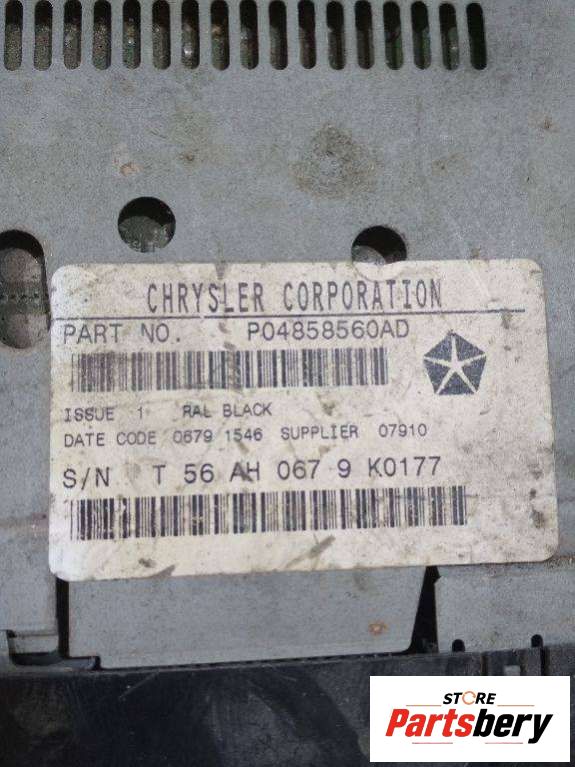 CHRYSLER CORPORATION
PART NO. P04858560AD
ISSUE 1 RAL BLACK
DATE CODE 0679 1546 SUPPLIER 07910
S/N T 56 AH 067 9 K0177
STORE
Partsbery